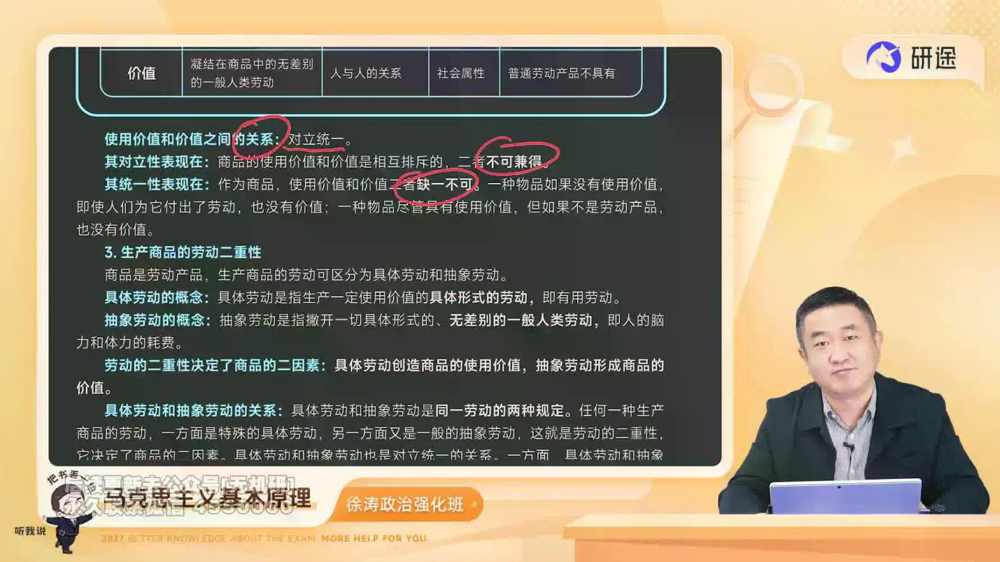 研途
价值
凝结在商品中的无差别
的一般人类劳动
人与人的关系
社会属性
普通劳动产品不具有
使用价值和价值之间的关系：对立统一。
其对立性表现在：商品的使用价值和价值是相互排斥的，二者不可兼得。
其统一性表现在：作为商品，使用价值和价值二者缺一不可。一种物品如果没有使用价值，
即使人们为它付出了劳动，也没有价值；一种物品尽管具有使用价值，但如果不是劳动产品，
也没有价值。
3. 生产商品的劳动二重性
商品是劳动产品，生产商品的劳动可区分为具体劳动和抽象劳动。
具体劳动的概念：具体劳动是指生产一定使用价值的具体形式的劳动，即有用劳动。
抽象劳动的概念：抽象劳动是指撇开一切具体形式的、无差别的一般人类劳动，即人的脑
力和体力的耗费。
劳动的二重性决定了商品的二因素：具体劳动创造商品的使用价值，抽象劳动形成商品的
价值。
具体劳动和抽象劳动的关系：具体劳动和抽象劳动是同一劳动的两种规定。任何一种生产
商品的劳动，一方面是特殊的具体劳动，另一方面又是一般的抽象劳动，这就是劳动的二重性，
它决定了商品的二因素。具体劳动和抽象劳动也是对立统一的关系。一方面 具体劳动和抽象
把书丢
马克思主义基本原理
徐涛政治强化班
听我说
2027 BETTER KNOWLEDGE ABOUT THE EXAM, MORE HELP FOR YOU.